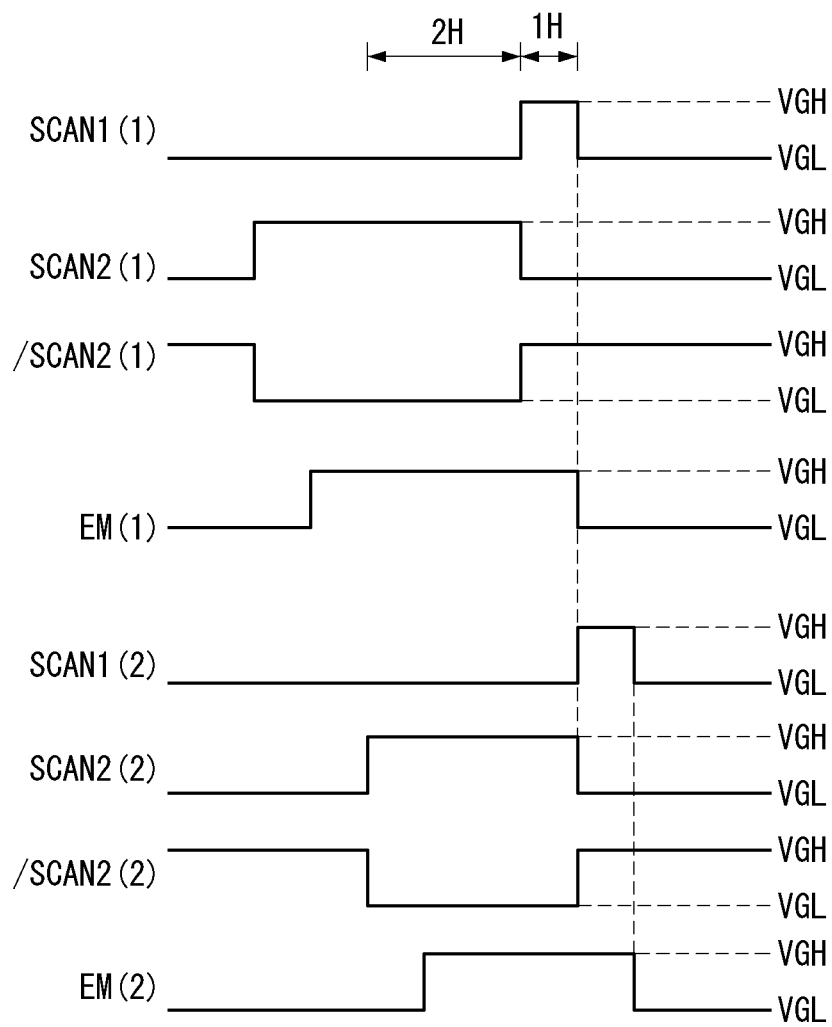 2H 1H
SCAN1(1) VGH
VGL
SCAN2(1) VGH
VGL
/SCAN2(1) VGH
VGL
EM(1) VGH
VGL
SCAN1(2) VGH
VGL
SCAN2(2) VGH
VGL
/SCAN2(2) VGH
VGL
EM(2) VGH
VGL